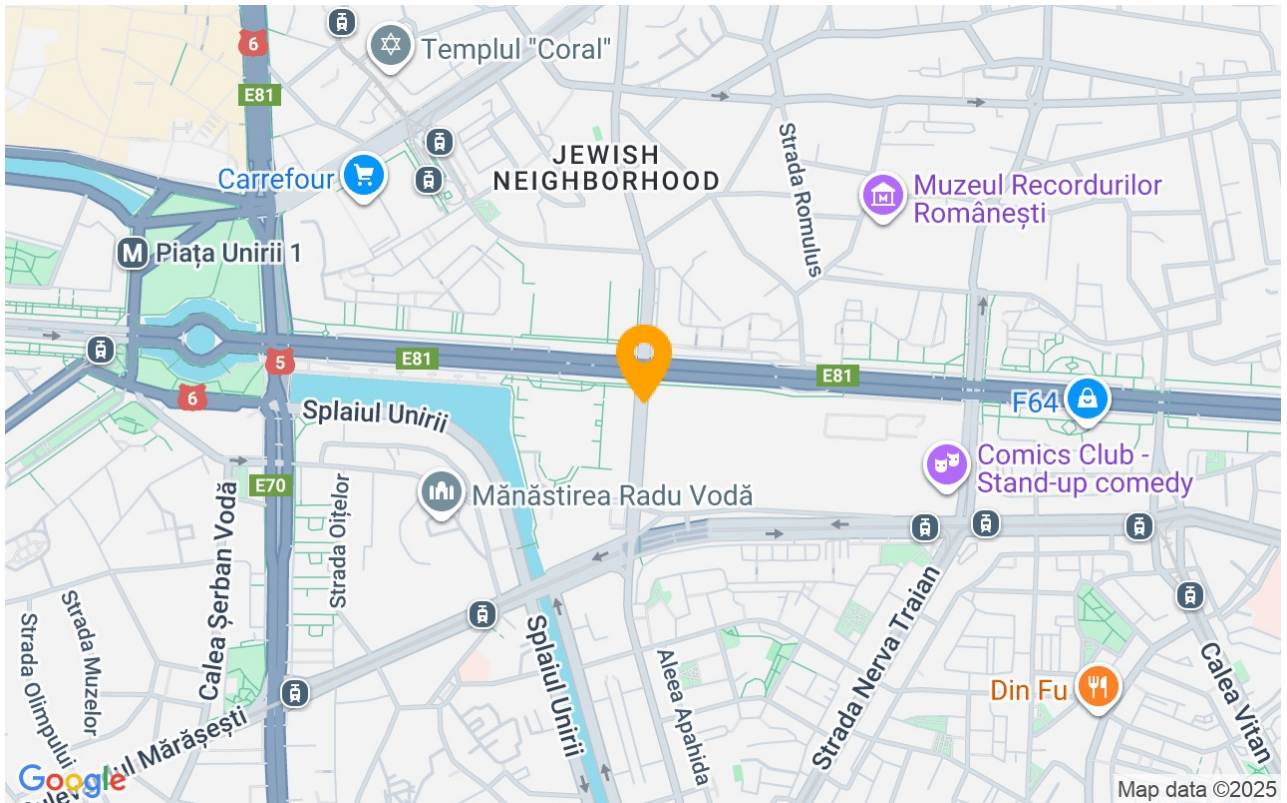 6
Templul "Coral"
E81
JEWISH
NEIGHBORHOOD
Strada Romulus
Carrefour
Muzeul Recordurilor
Românești
M Piața Unirii 1
5
E81
E81
6
F64
Splaiul Unirii
Comics Club -
Stand-up comedy
E70
Mănăstirea Radu Vodă
Calea Șerban Vodă
Strada Oițelor
Strada Muzelor
Strada Olimpului
Splaiul Unirii
Aleea Apahida
Strada Nerva Traian
Din Fu
Calea Vitan
Mărășești
Google
Map data ©2025